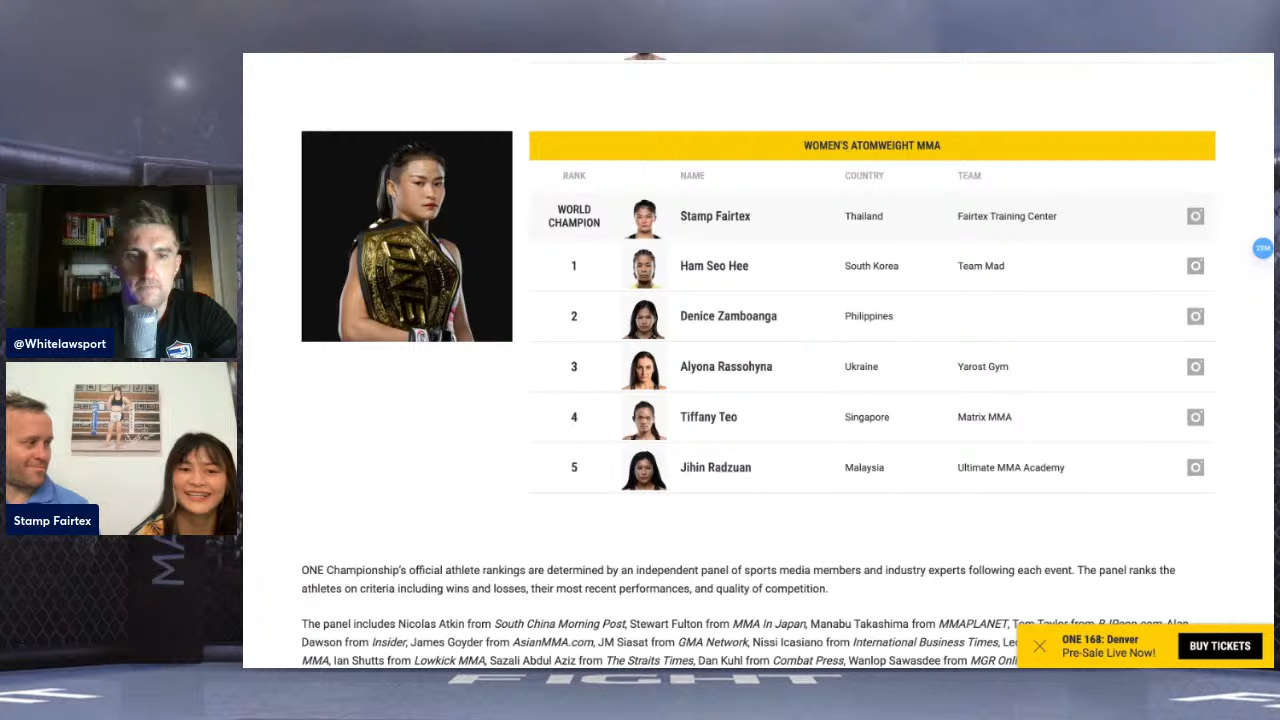 WOMEN'S ATOMWEIGHT MMA
RANK NAME COUNTRY TEAM
WORLD CHAMPION Stamp Fairtex Thailand Fairtex Training Center
1 Ham Seo Hee South Korea Team Mad
2 Denice Zamboanga Philippines
3 Alyona Rassohyna Ukraine Yarost Gym
4 Tiffany Teo Singapore Matrix MMA
5 Jihin Radzuan Malaysia Ultimate MMA Academy
23M
@Whitelawsport
Stamp Fairtex
ONE Championship's official athlete rankings are determined by an independent panel of sports media members and industry experts following each event. The panel ranks the
athletes on criteria including wins and losses, their most recent performances, and quality of competition.
The panel includes Nicolas Atkin from South China Morning Post, Stewart Fulton from MMA In Japan, Manabu Takashima from MMAPLANET, Tom Taylor from BJPenn.com, Alan
Dawson from Insider, James Goyder from AsianMMA.com, JM Siasat from GMA Network, Nissi Icasiano from International Business Times,
MMA, Ian Shutts from Lowkick MMA, Sazali Abdul Aziz from The Straits Times, Dan Kuhl from Combat Press, Wanlop Sawasdee from MGR
ONE 168: Denver
Pre-Sale Live Now!
BUY TICKETS
MA
FIGHT